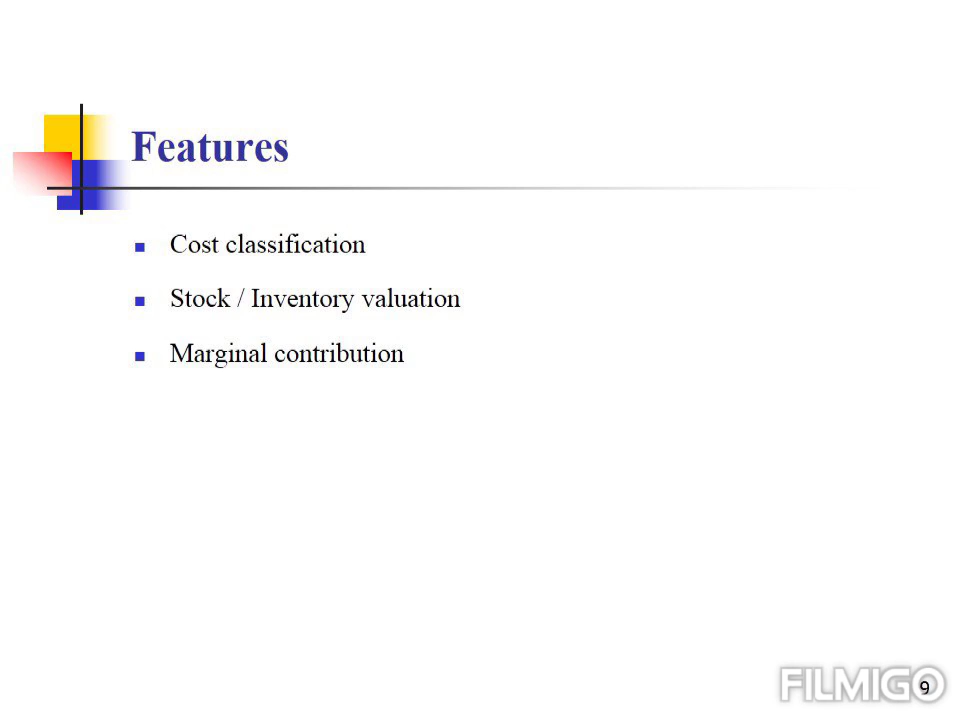 Features
Cost classification
Stock / Inventory valuation
Marginal contribution
FILMIGO
9